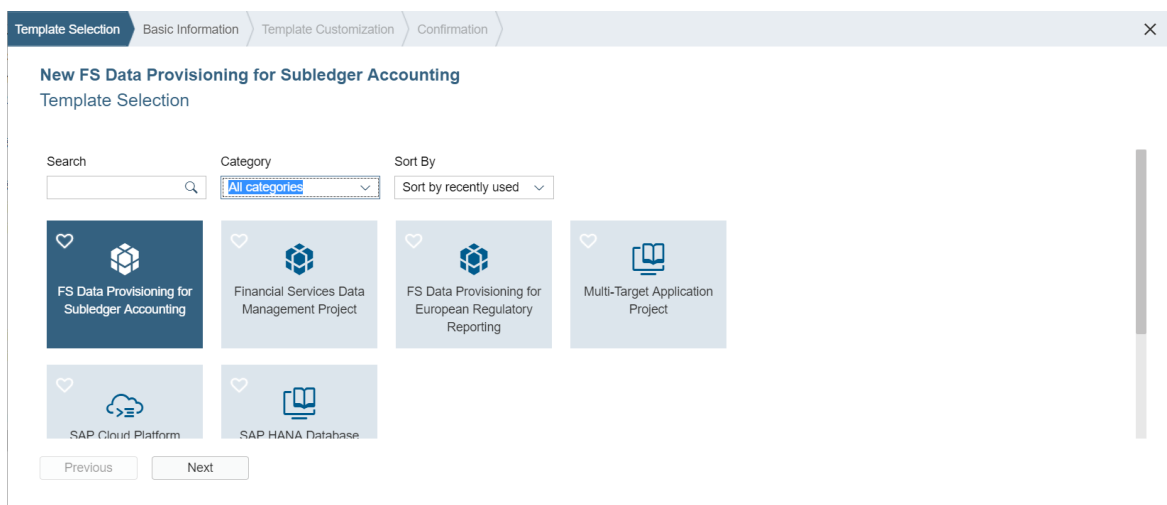 Template Selection Basic Information Template Customization Confirmation
New FS Data Provisioning for Subledger Accounting
Template Selection
Search Category Sort By
All categories Sort by recently used
FS Data Provisioning for
Subledger Accounting
Financial Services Data
Management Project
FS Data Provisioning for
European Regulatory
Reporting
Multi-Target Application
Project
SAP Cloud Platform
SAP HANA Database
Previous Next